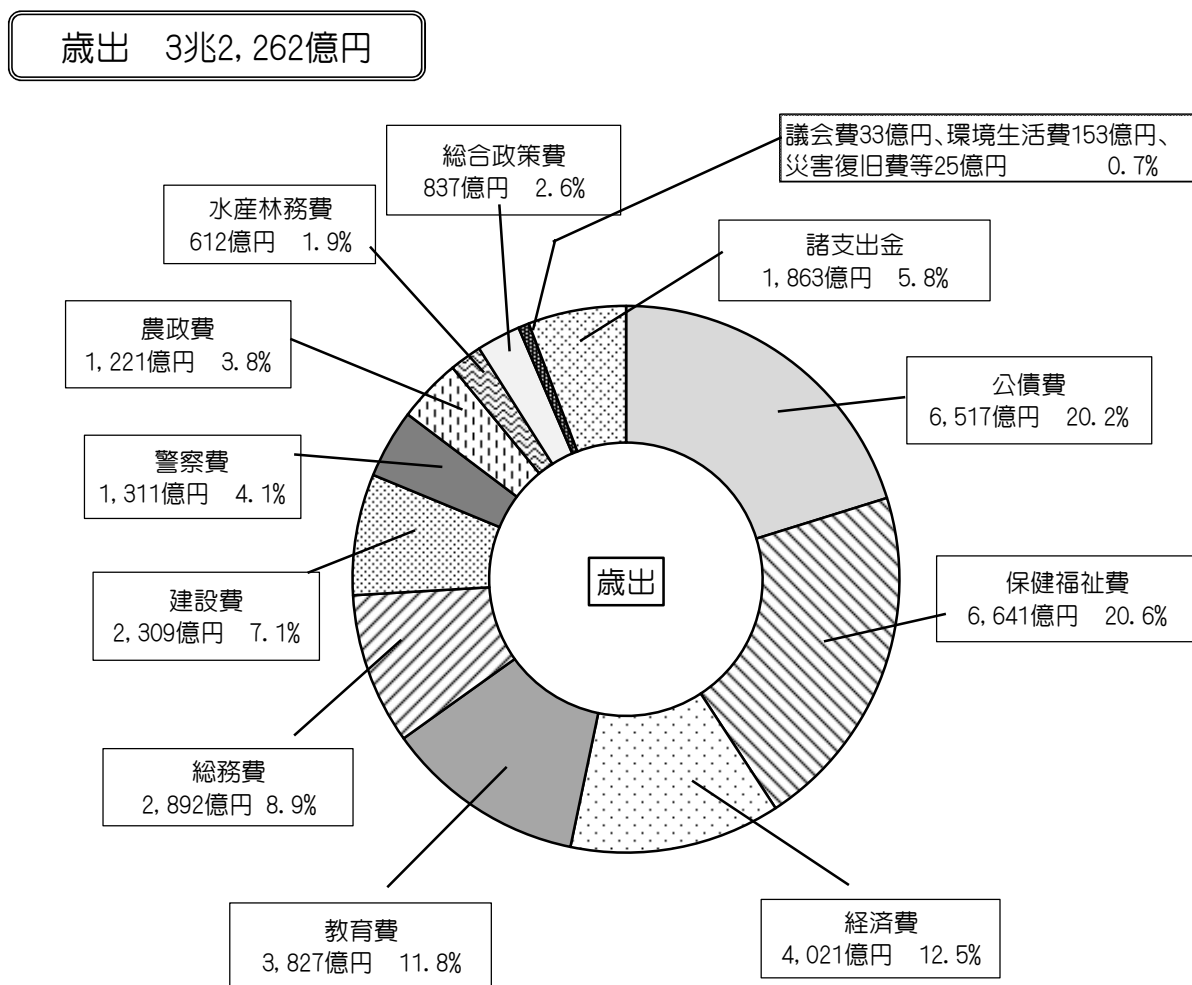 歳出　3兆2,262億円
議会費33億円、環境生活費153億円、
災害復旧費等25億円　0.7%
総合政策費
837億円　2.6%
水産林務費
612億円　1.9%
諸支出金
1,863億円　5.8%
農政費
1,221億円　3.8%
公債費
6,517億円　20.2%
警察費
1,311億円　4.1%
歳出
保健福祉費
6,641億円　20.6%
建設費
2,309億円　7.1%
総務費
2,892億円 8.9%
教育費
3,827億円　11.8%
経済費
4,021億円　12.5%